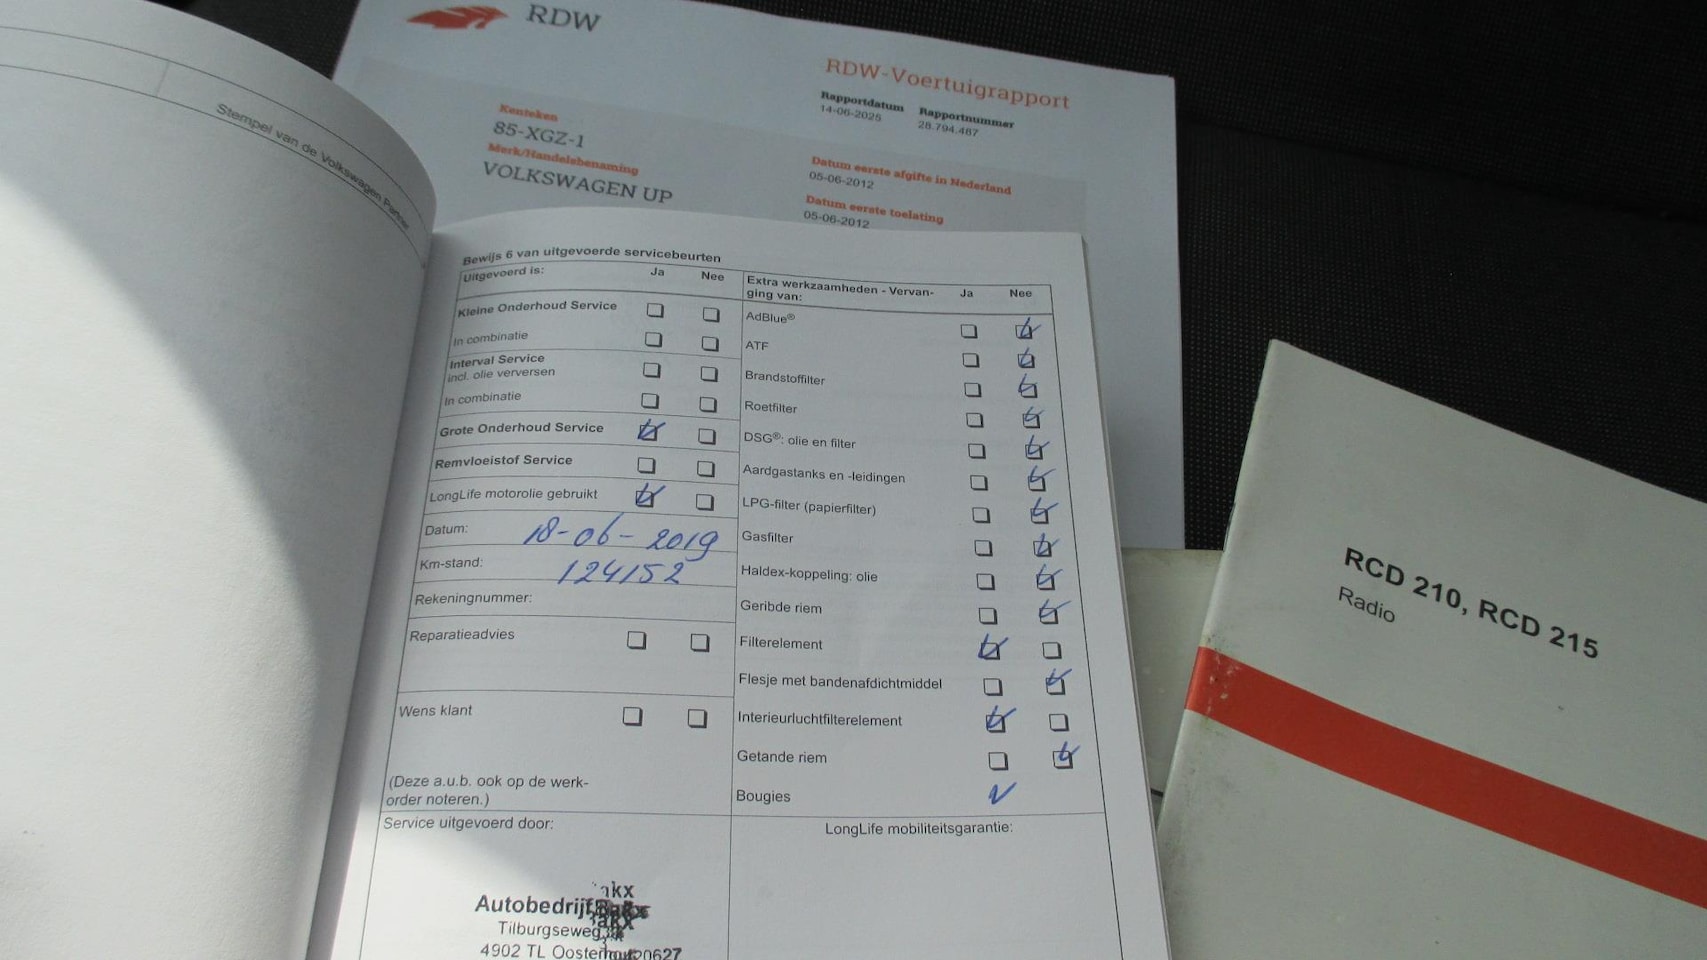 RDW
RDW-Voertuigrapport
Rapportdatum Rapportnummer
14-06-2025 28.794.487
Kenteken
85-XGZ-1
Merk/Handelsbenaming
VOLKSWAGEN UP
Datum eerste afgifte in Nederland
05-06-2012
Datum eerste toelating
05-06-2012
Stempel van de Volkswagen Partner
Bewijs 6 van uitgevoerde servicebeurten
Uitgevoerd is: Ja Nee
Kleine Onderhoud Service
In combinatie
Interval Service
incl. olie verversen
In combinatie
Grote Onderhoud Service
Remvloeistof Service
LongLife motorolie gebruikt
Datum: 18-06-2019
Km-stand: 124152
Rekeningnummer:
Reparatieadvies
Wens klant
(Deze a.u.b. ook op de werk-
order noteren.)
Service uitgevoerd door:
Autobedrijf
Tilburgseweg
4902 TL
Extra werkzaamheden - Vervan-
ging van: Ja Nee
AdBlue®
ATF
Brandstoffilter
Roetfilter
DSG®: olie en filter
Aardgastanks en -leidingen
LPG-filter (papierfilter)
Gasfilter
Haldex-koppeling: olie
Geribde riem
Filterelement
Flesje met bandenafdichtmiddel
Interieurluchtfilterelement
Getande riem
Bougies
LongLife mobiliteitsgarantie:
RCD 210, RCD 215
Radio